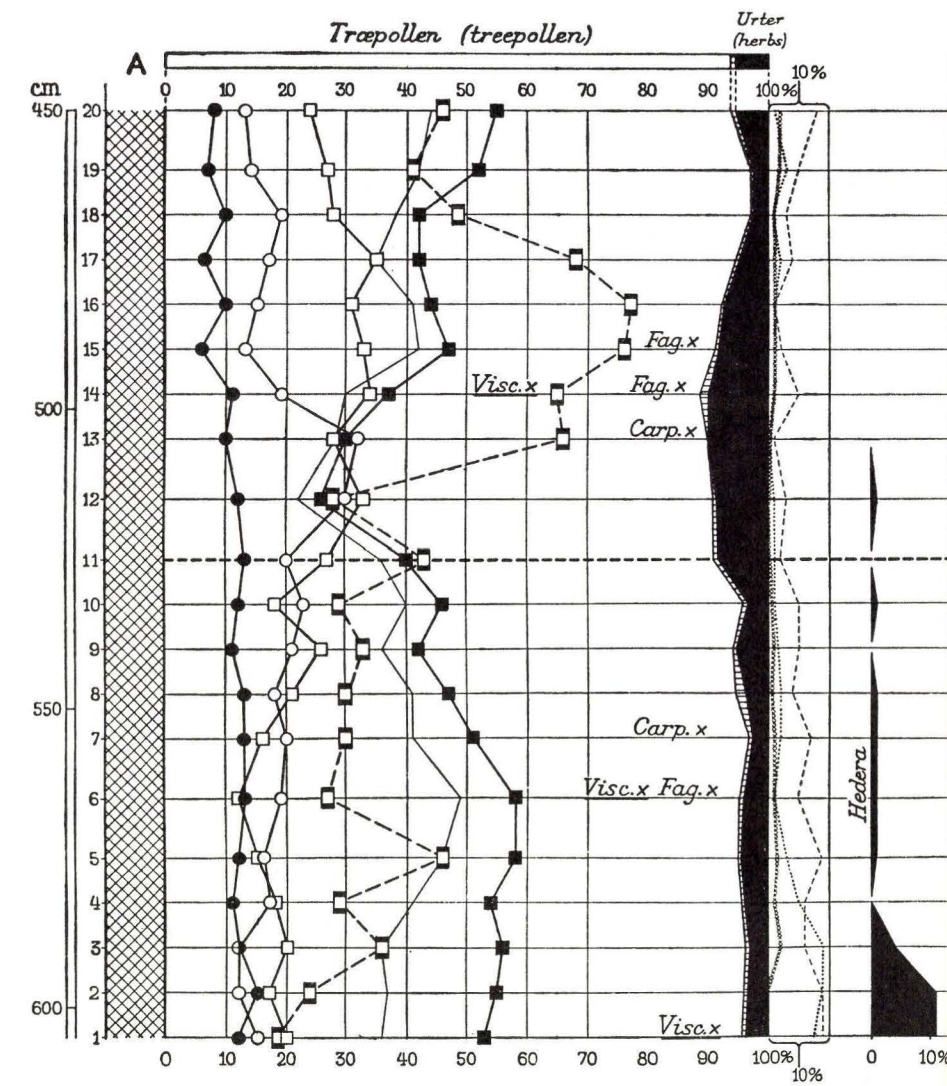 Træpollen (treepollen)
Urter
(herbs)
A
cm
0 10 20 30 40 50 60 70 80 90 100%
0%
10%
450
20
19
18
17
16
15 Fag.x
14 Visc.x Fag.x
500
13 Carp.x
12
11
10
9
8
550
7 Carp.x
6 Visc.x Fag.x
5
4
3
2
600
1 Visc.x
Hedera
0 10 20 30 40 50 60 70 80 90 100%
10%
0 10%